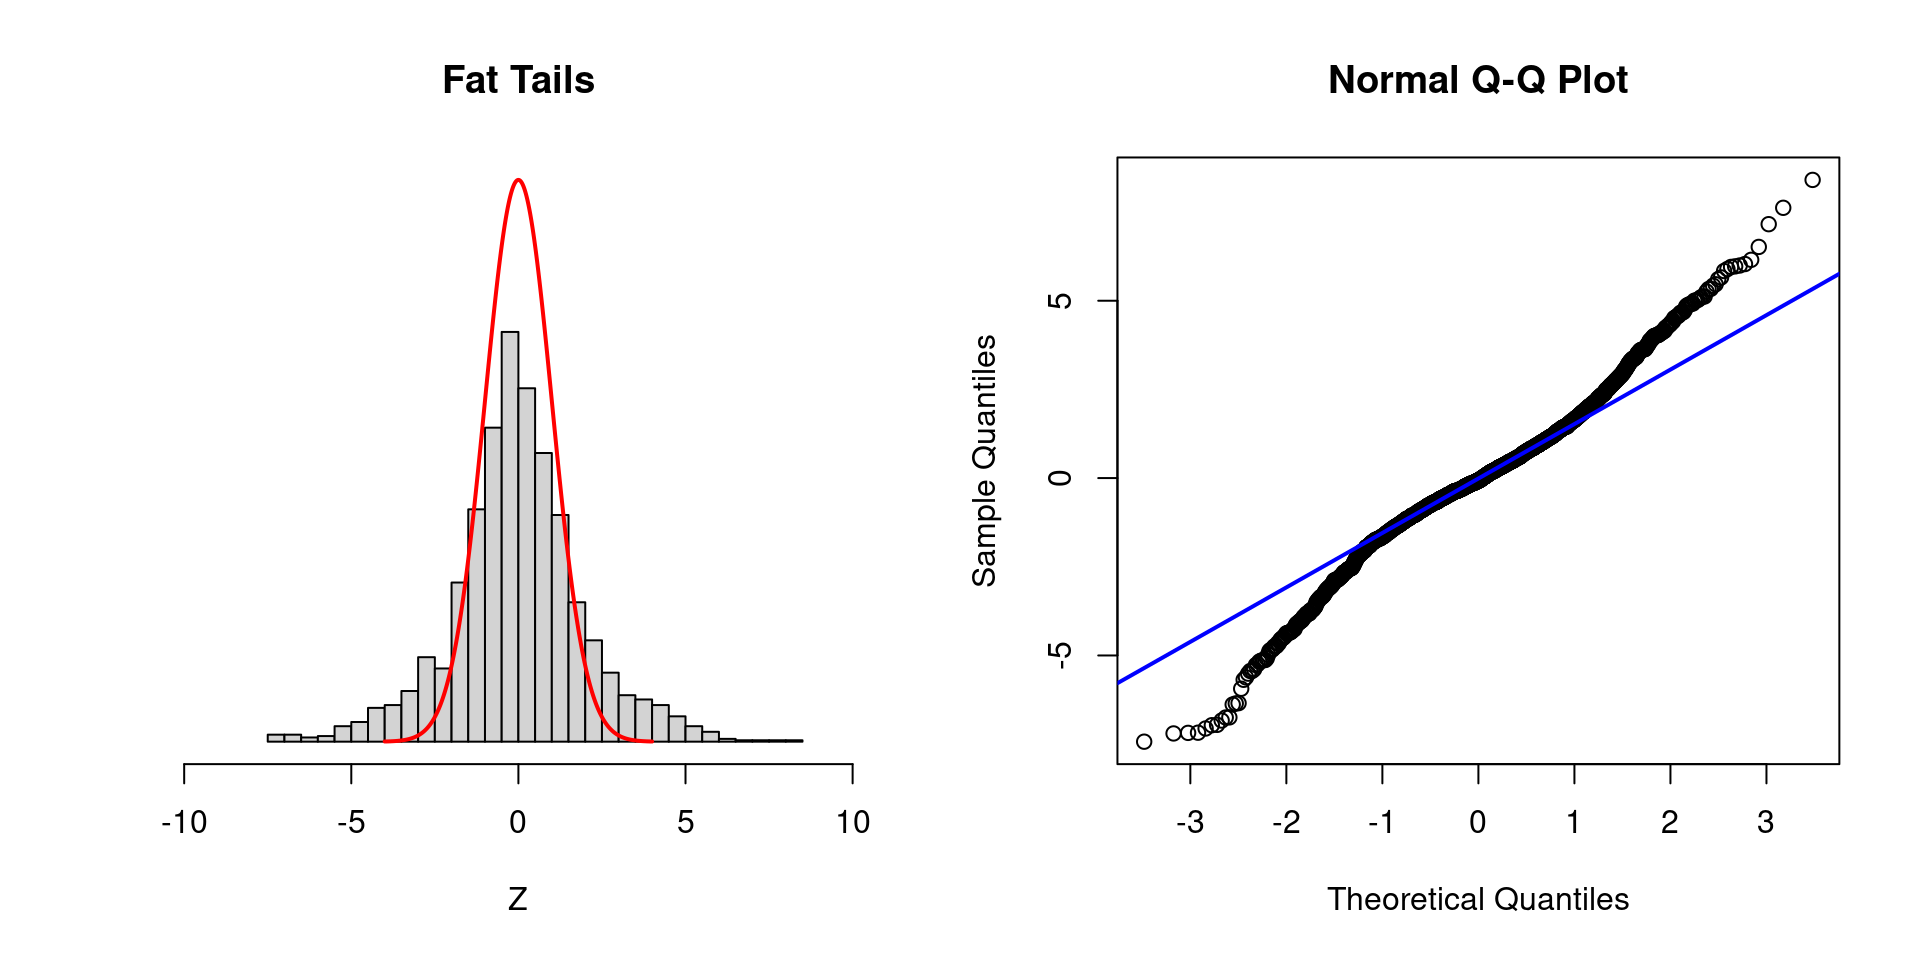 Fat Tails
-10 -5 0 5 10
Z
Normal Q-Q Plot
Sample Quantiles
5
0
-5
-3 -2 -1 0 1 2 3
Theoretical Quantiles